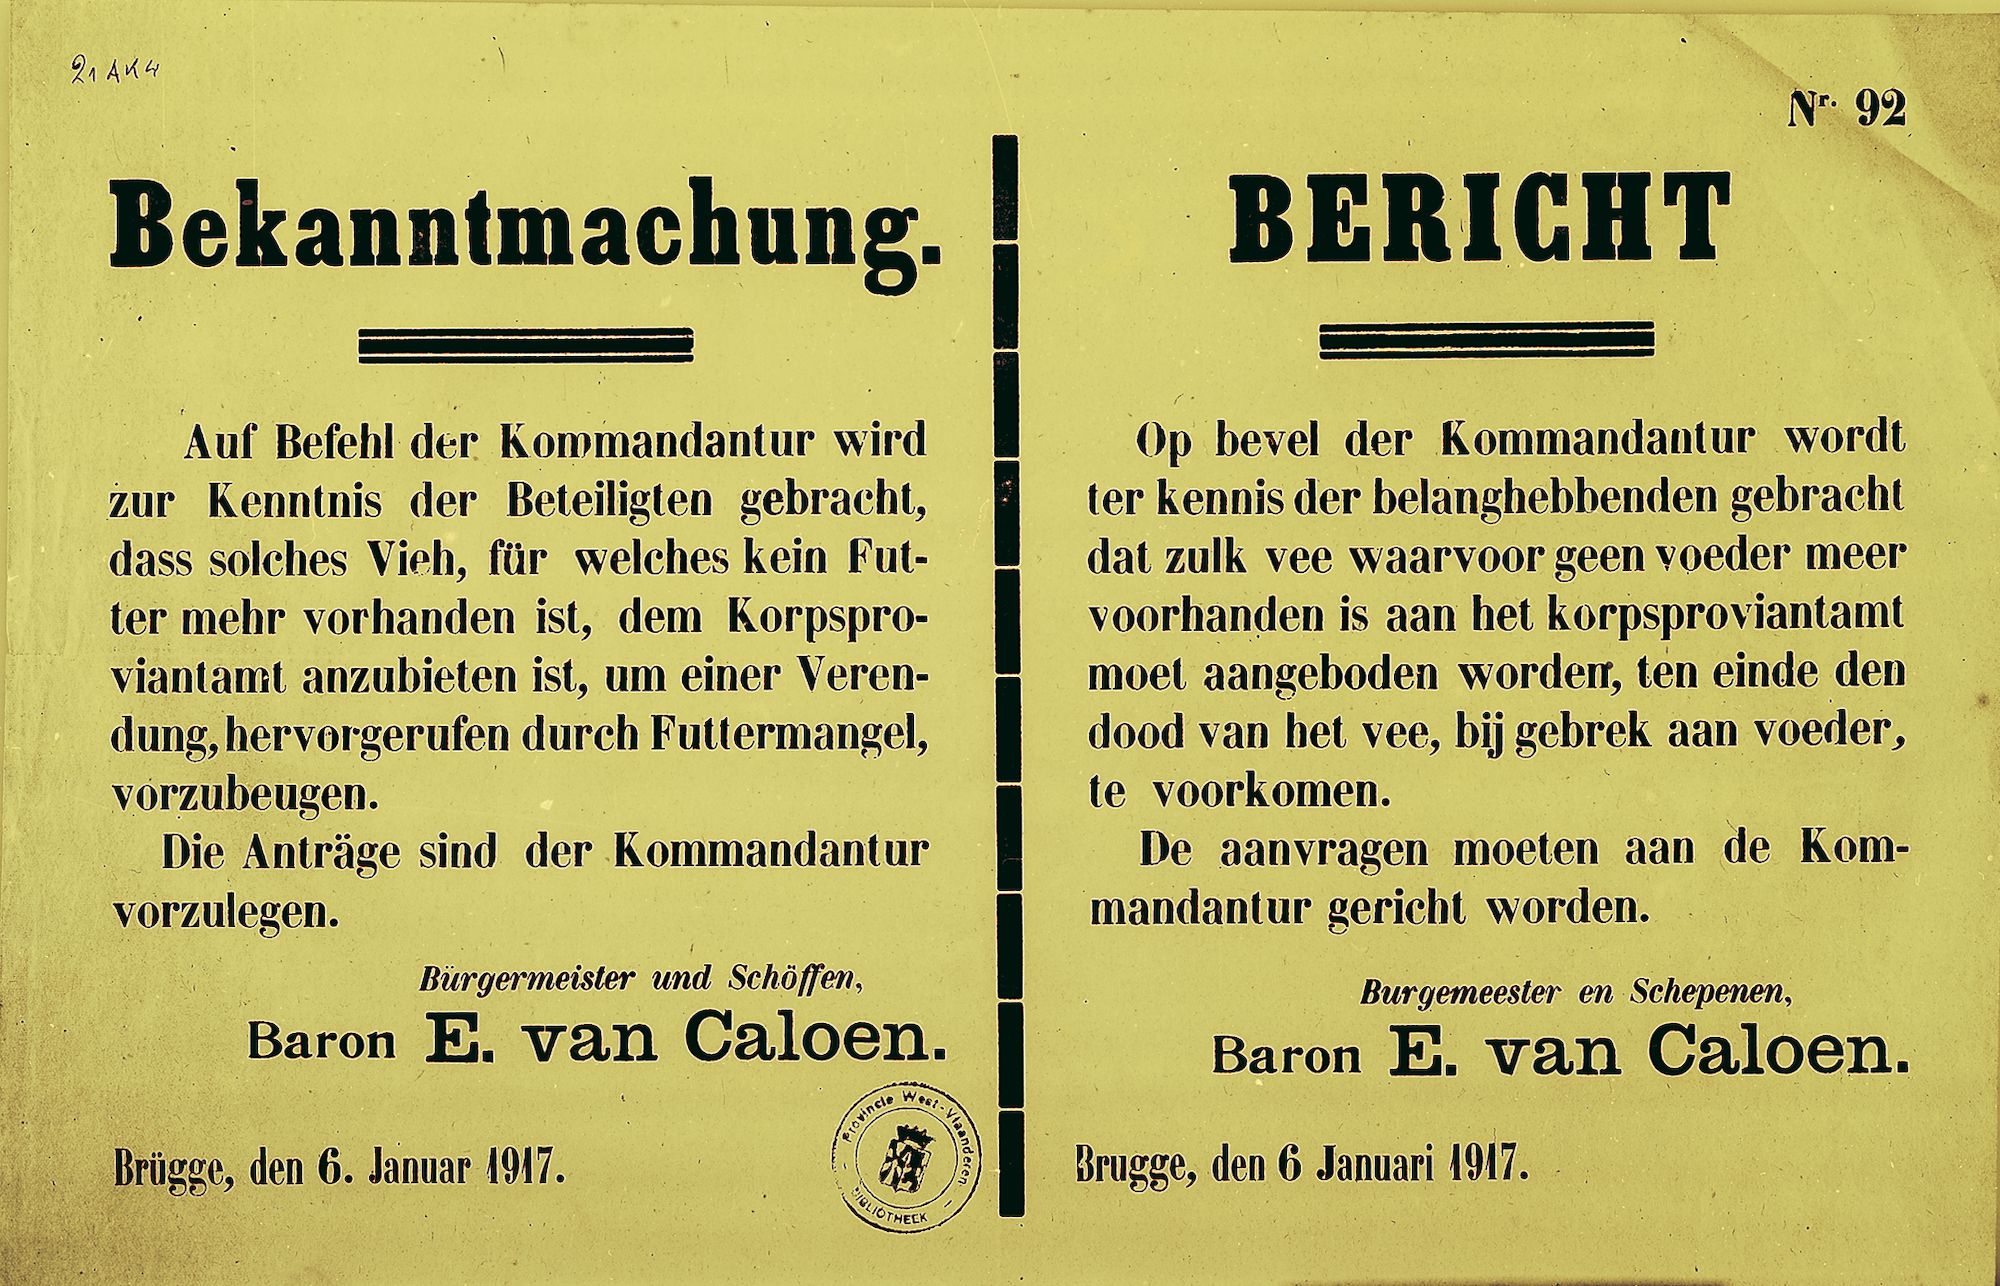 21 AK4
Nr. 92
Bekanntmachung.
Auf Befehl der Kommandantur wird
zur Kenntnis der Beteiligten gebracht,
dass solches Vieh, für welches kein Fut-
ter mehr vorhanden ist, dem Korpspro-
viantamt anzubieten ist, um einer Veren-
dung, hervorgerufen durch Futtermangel,
vorzubeugen.
Die Anträge sind der Kommandantur
vorzulegen.
Bürgermeister und Schöffen,
Baron E. van Caloen.
Brügge, den 6. Januar 1917.
Provincie West-Vlaanderen
BIBLIOTHEEK
BERICHT
Op bevel der Kommandantur wordt
ter kennis der belanghebbenden gebracht
dat zulk vee waarvoor geen voeder meer
voorhanden is aan het korpsproviantamt
moet aangeboden worden, ten einde den
dood van het vee, bij gebrek aan voeder,
te voorkomen.
De aanvragen moeten aan de Kom-
mandantur gericht worden.
Burgemeester en Schepenen,
Baron E. van Caloen.
Brugge, den 6 Januari 1917.